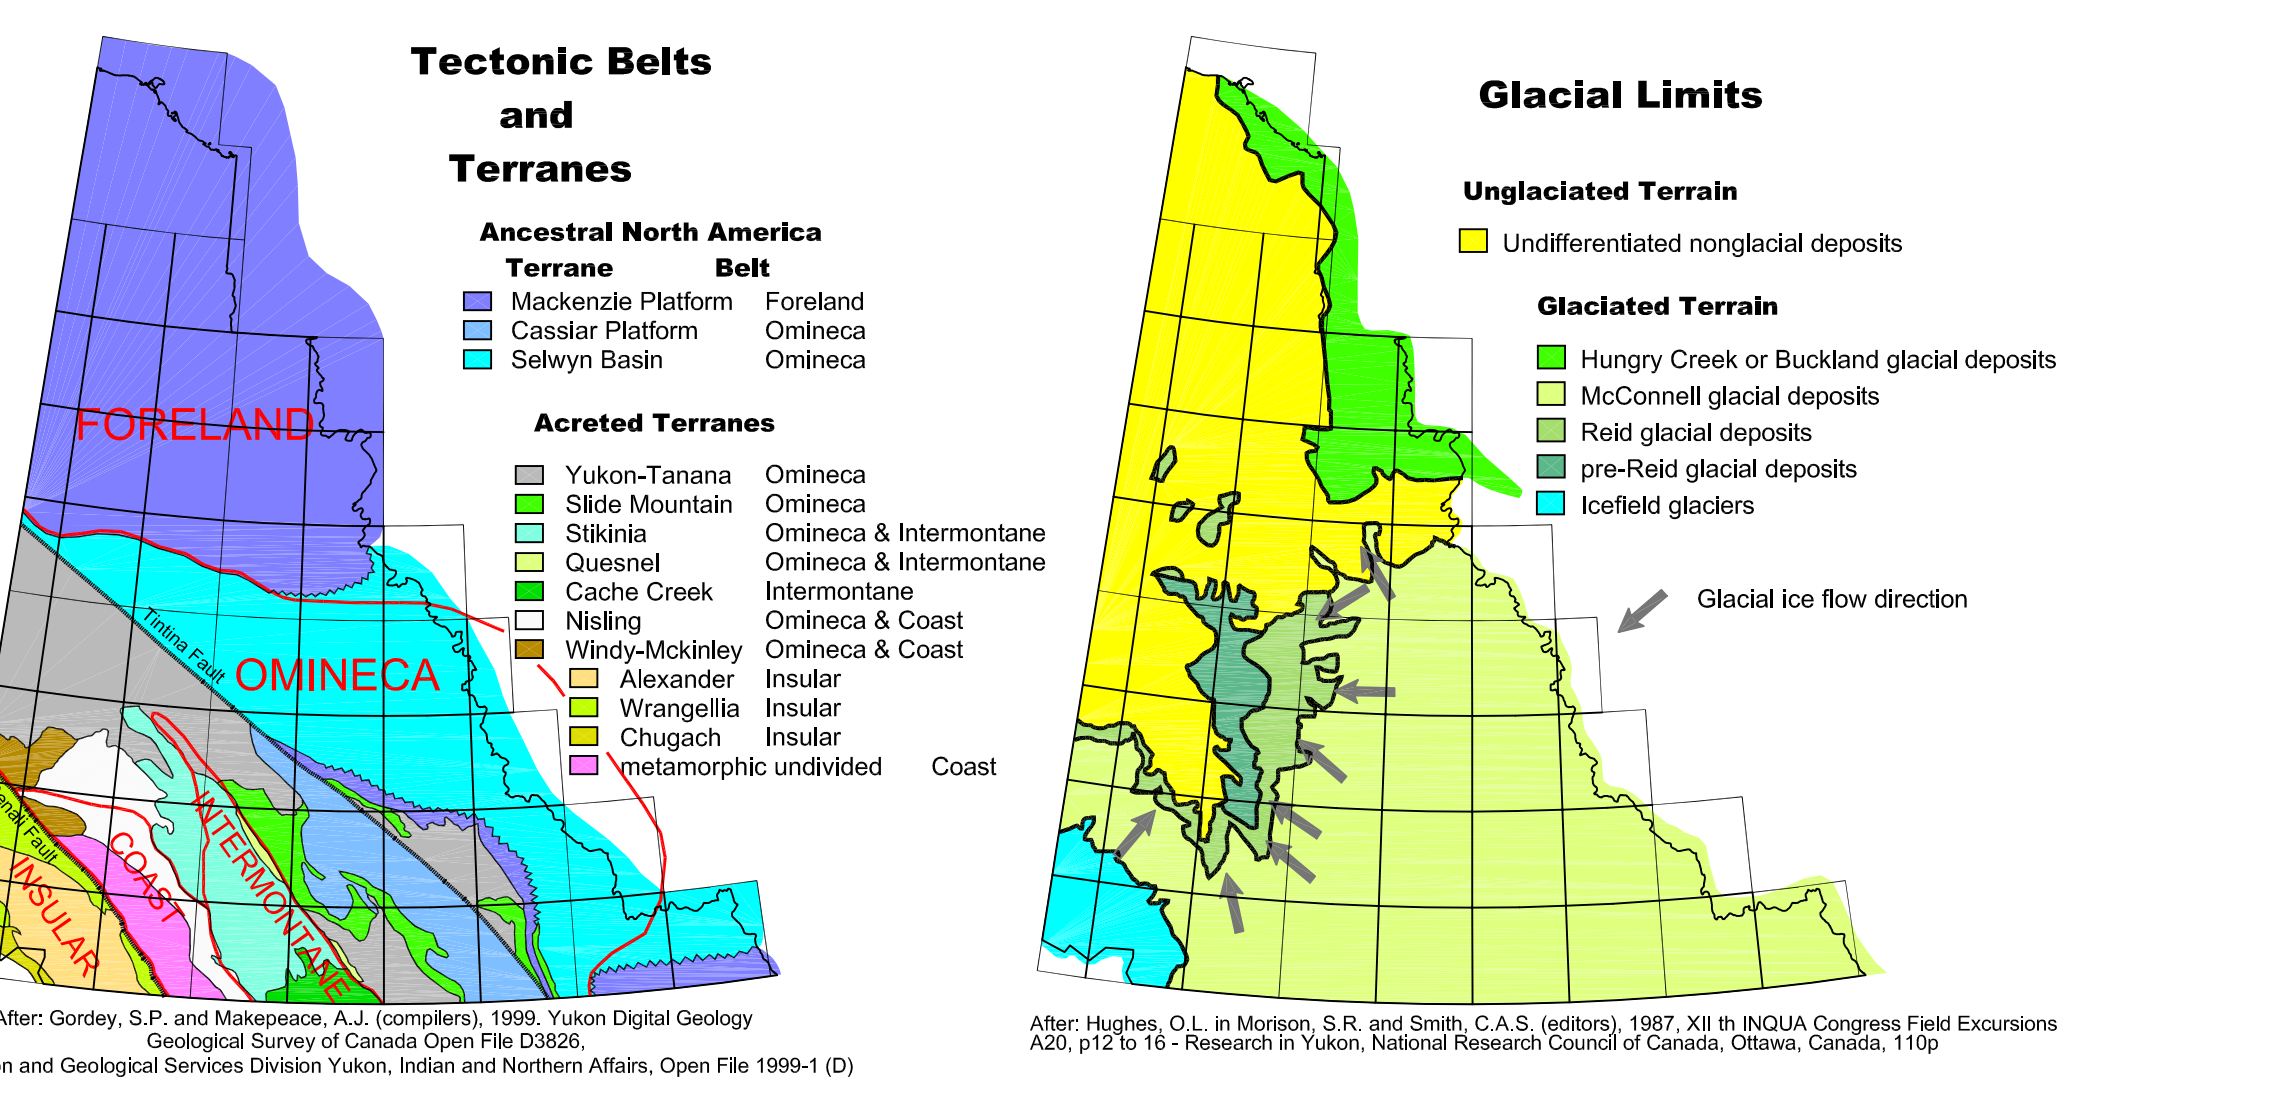 Tectonic Belts
and
Terranes
Ancestral North America
Terrane Belt
Mackenzie Platform Foreland
Cassiar Platform Omineca
Selwyn Basin Omineca
Acreted Terranes
Yukon-Tanana Omineca
Slide Mountain Omineca
Stikinia Omineca & Intermontane
Quesnel Omineca & Intermontane
Cache Creek Intermontane
Nisling Omineca & Coast
Windy-Mckinley Omineca & Coast
Alexander Insular
Wrangellia Insular
Chugach Insular
metamorphic undivided Coast
FORELAND
Tintina Fault
OMINECA
enali Fault
INSULAR
COAST
INTERMONTANE
After: Gordey, S.P. and Makepeace, A.J. (compilers), 1999. Yukon Digital Geology
Geological Survey of Canada Open File D3826,
n and Geological Services Division Yukon, Indian and Northern Affairs, Open File 1999-1 (D)
Glacial Limits
Unglaciated Terrain
Undifferentiated nonglacial deposits
Glaciated Terrain
Hungry Creek or Buckland glacial deposits
McConnell glacial deposits
Reid glacial deposits
pre-Reid glacial deposits
Icefield glaciers
Glacial ice flow direction
After: Hughes, O.L. in Morison, S.R. and Smith, C.A.S. (editors), 1987, XII th INQUA Congress Field Excursions
A20, p12 to 16 - Research in Yukon, National Research Council of Canada, Ottawa, Canada, 110p